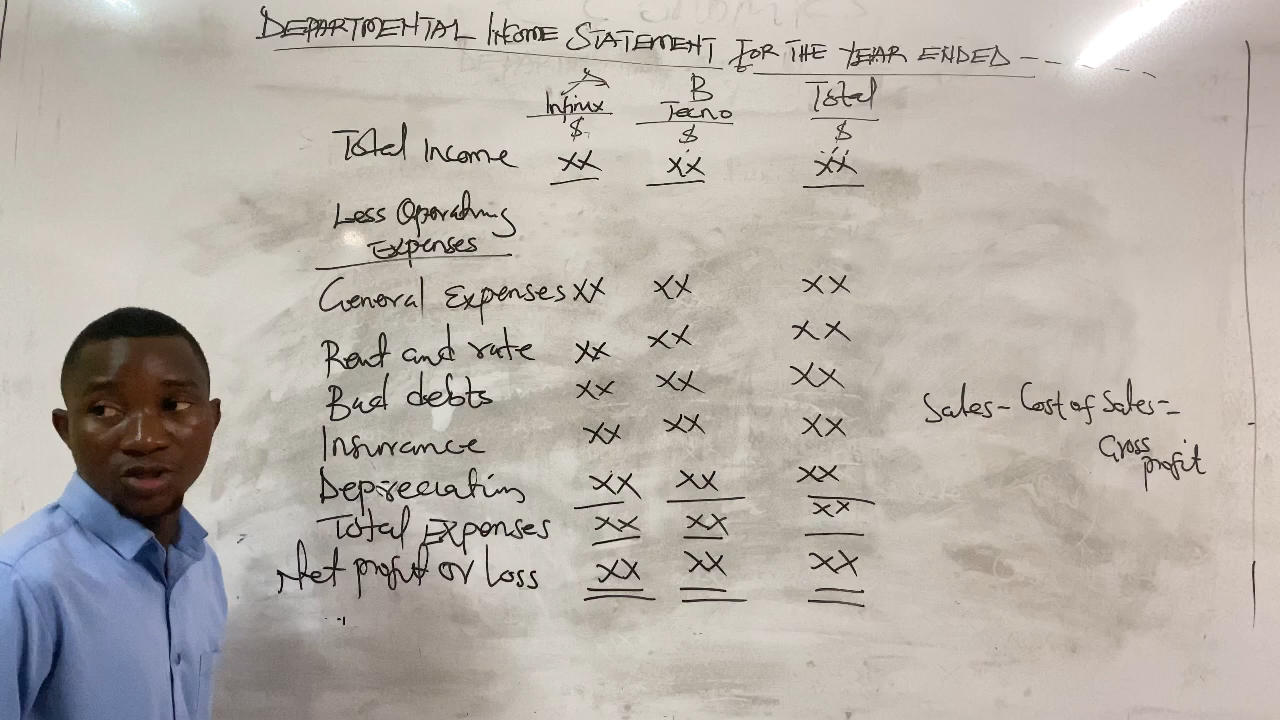 DEPARTMENTAL INCOME STATEMENT FOR THE YEAR ENDED -----
A B Total
Infinix Tecno
$ $ $
Total Income XX XX XX
Less Operating
Expenses
General Expenses XX XX XX
Rent and rate XX XX XX
Bad debts XX XX XX
Insurance XX XX XX
Depreciation XX XX XX
Total Expenses XX XX XX
Net profit or Loss XX XX XX
Sales - Cost of Sales =
Gross
profit